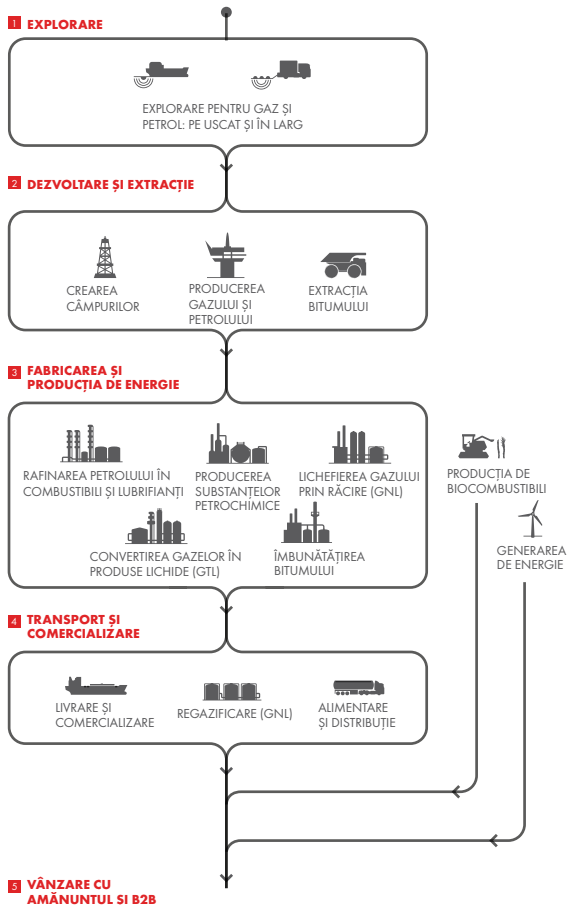 1 EXPLORARE
EXPLORARE PENTRU GAZ ȘI
PETROL: PE USCAT ȘI ÎN LARG
2 DEZVOLTARE ȘI EXTRACȚIE
CREAREA
CÂMPURILOR
PRODUCEREA
GAZULUI ȘI
PETROLULUI
EXTRACȚIA
BITUMULUI
3 FABRICAREA ȘI
PRODUCȚIA DE ENERGIE
RAFINAREA PETROLULUI ÎN
COMBUSTIBILI ȘI LUBRIFIANȚI
PRODUCEREA
SUBSTANȚELOR
PETROCHIMICE
LICHEFIEREA GAZULUI
PRIN RĂCIRE (GNL)
CONVERTIREA GAZELOR ÎN
PRODUSE LICHIDE (GTL)
ÎMBUNĂTĂȚIREA
BITUMULUI
PRODUCȚIA DE
BIOCOMBUSTIBILI
GENERAREA
DE ENERGIE
4 TRANSPORT ȘI
COMERCIALIZARE
LIVRARE ȘI
COMERCIALIZARE
REGAZIFICARE (GNL)
ALIMENTARE
ȘI DISTRIBUȚIE
5 VÂNZARE CU
AMĂNUNTUL ȘI B2B